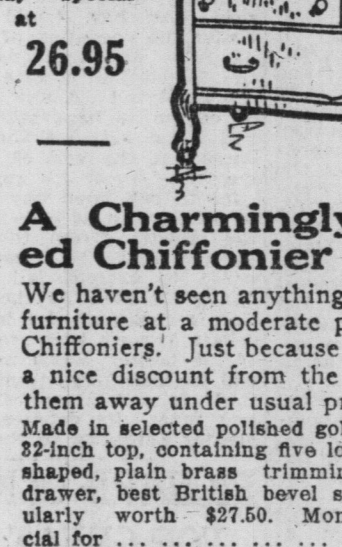 at
26.95
A Charmingly
ed Chiffonier
We haven't seen anything
furniture at a moderate
Chiffoniers. Just because
a nice discount from the
them away under usual
Made in selected polished
32-inch top, containing five
shaped, plain brass
drawer, best British bevel
ularly worth $27.50.
cial for ... ... ... ... ... ...